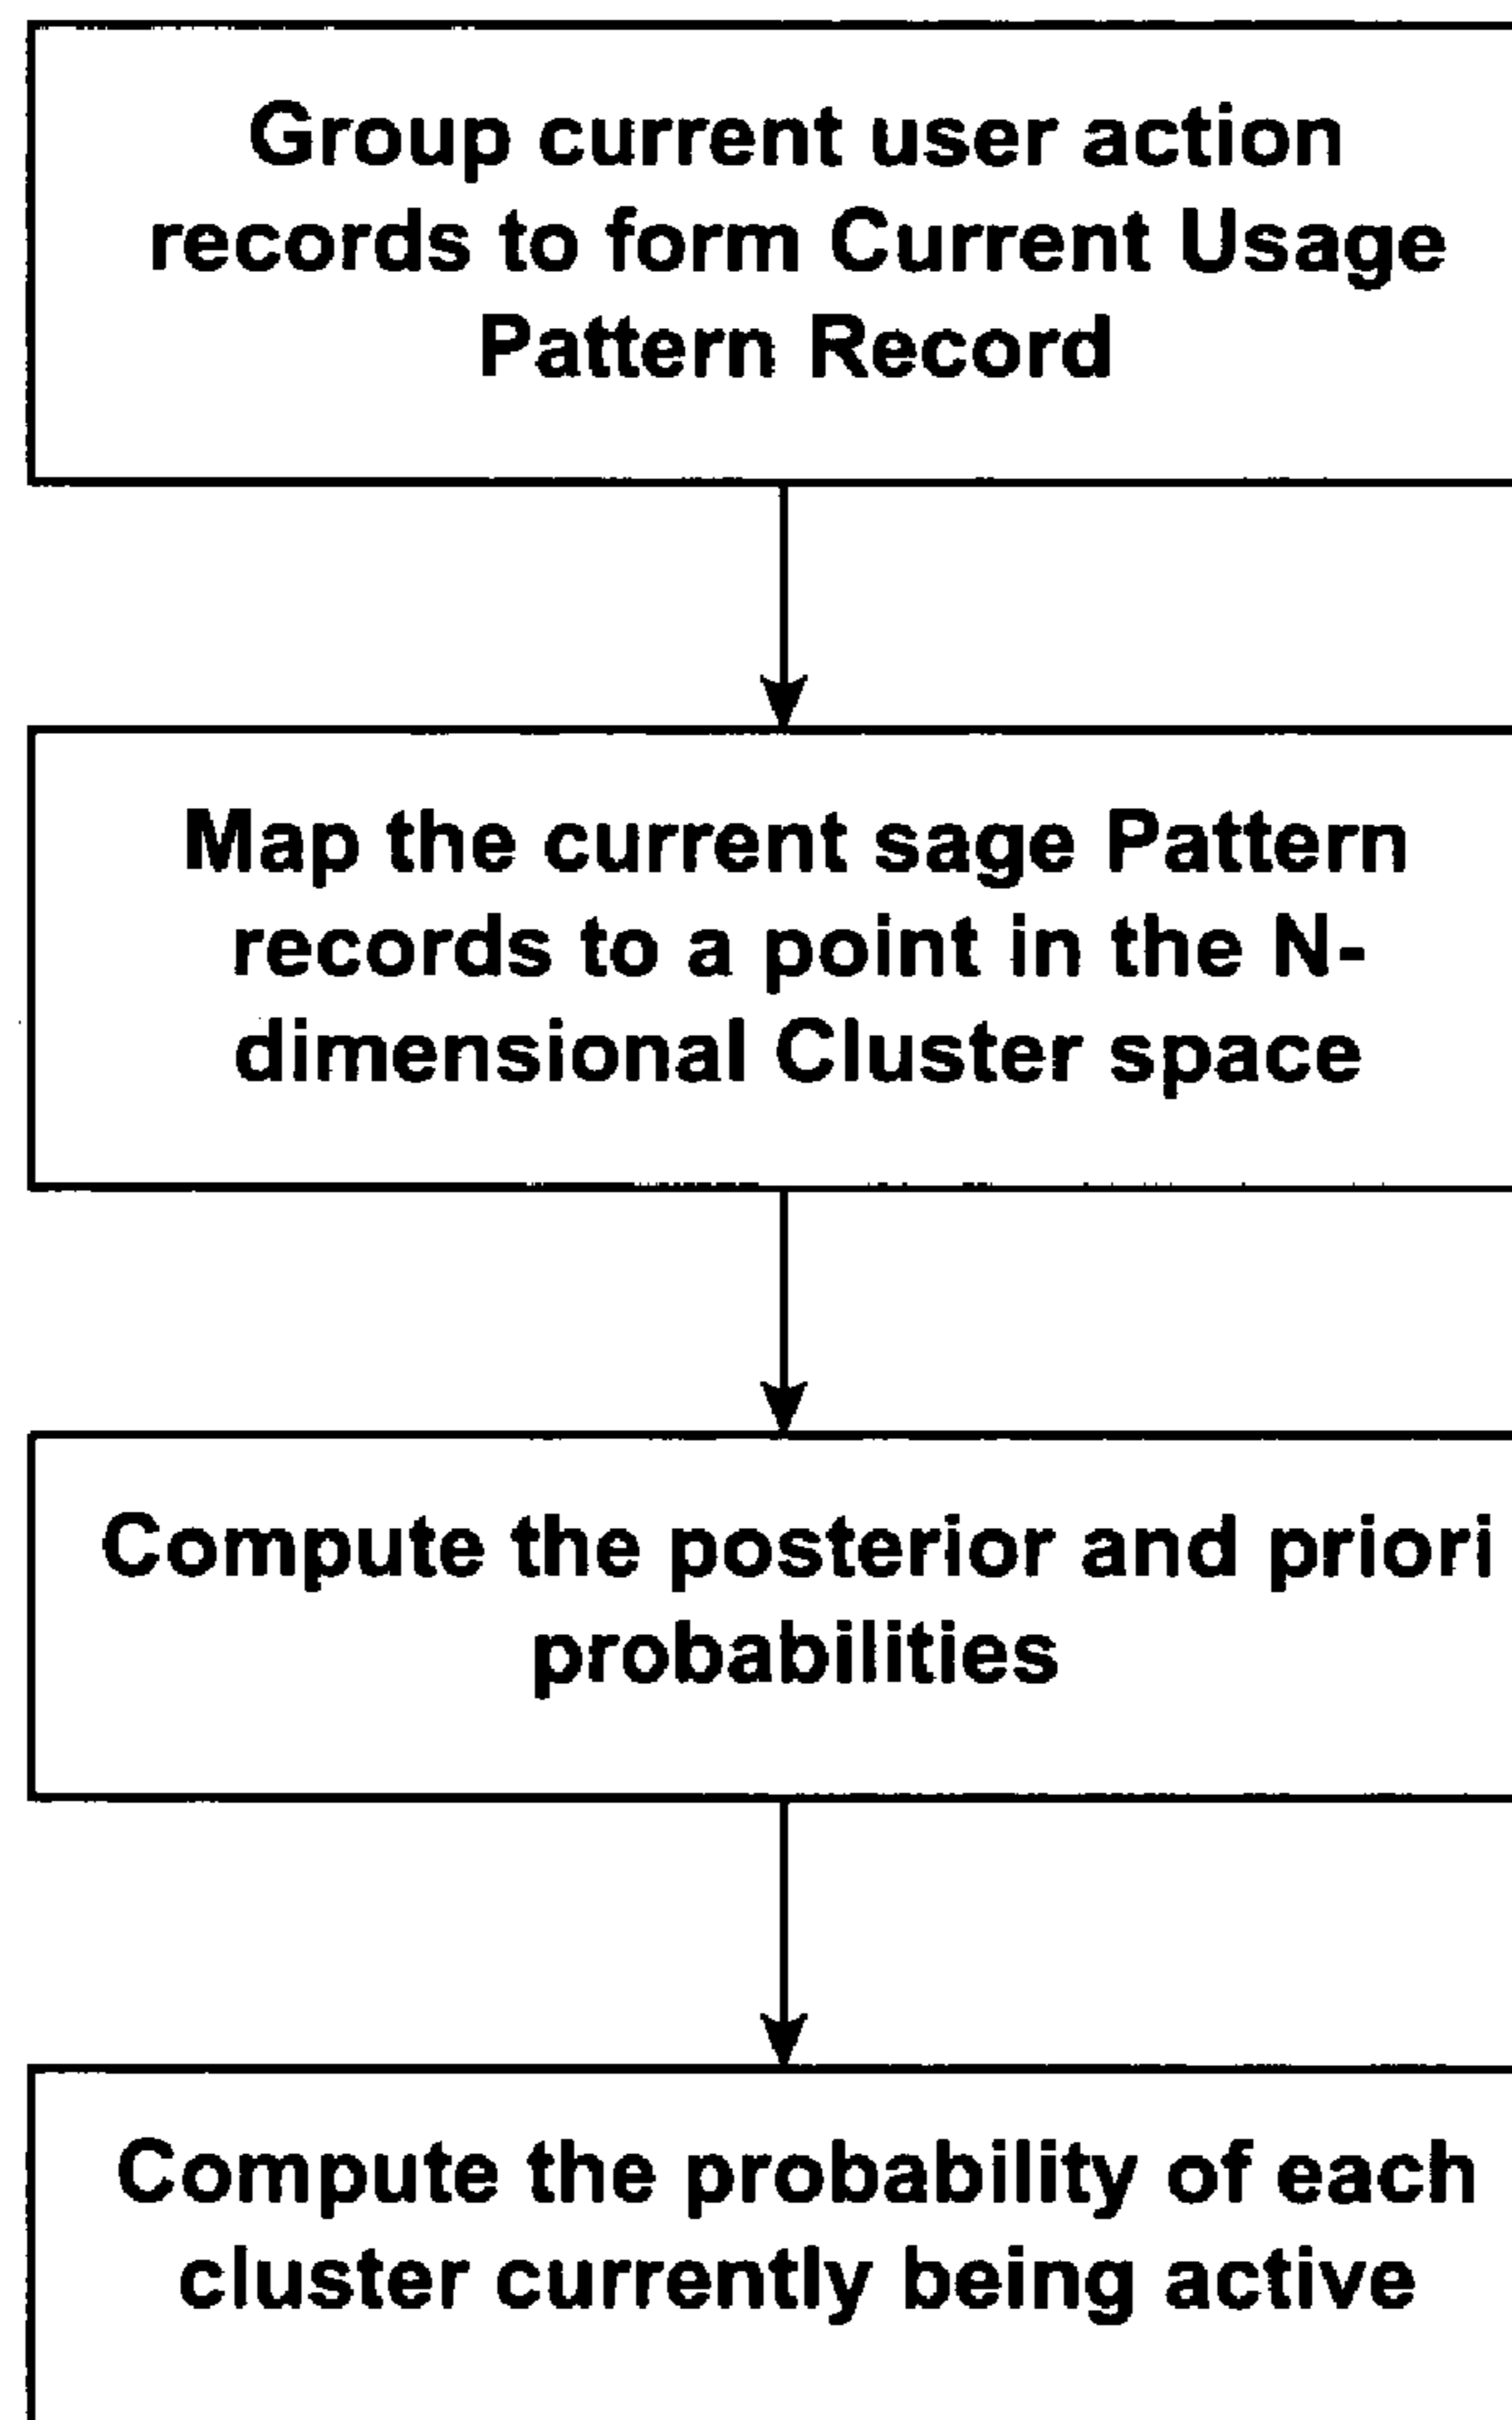 Group current user action
records to form Current Usage
Pattern Record
Map the current sage Pattern
records to a point in the N-
dimensional Cluster space
Compute the posterior and priori
probabilities
Compute the probability of each
cluster currently being active